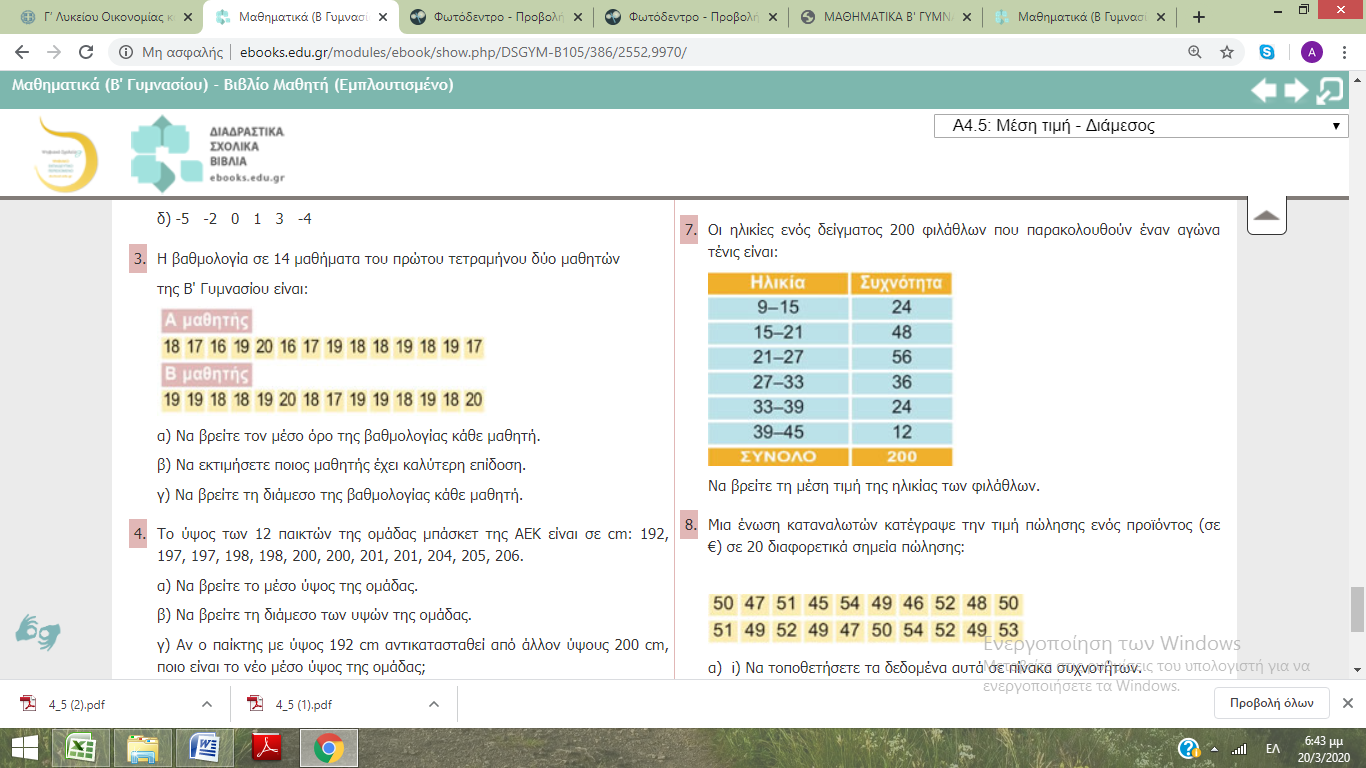 Γ' Λυκείου Οικονομίας κ
Μαθηματικά (Β Γυμνασί
Φωτόδεντρο - Προβολή
Φωτόδεντρο - Προβολή
ΜΑΘΗΜΑΤΙΚΑ Β' ΓΥΜΝ
Μαθηματικά (Β Γυμνασί
Μη ασφαλής
ebooks.edu.gr/modules/ebook/show.php/DSGYM-B105/386/2552,9970/
A
Μαθηματικά (Β' Γυμνασίου) - Βιβλίο Μαθητή (Εμπλουτισμένο)
ΔΙΑΔΡΑΣΤΙΚΑ
ΣΧΟΛΙΚΑ
ΒΙΒΛΙΑ
ebooks.edu.gr
Α4.5: Μέση τιμή - Διάμεσος
δ) -5 -2 0 1 3 -4
3. Η βαθμολογία σε 14 μαθήματα του πρώτου τετραμήνου δύο μαθητών
της Β' Γυμνασίου είναι:
Α μαθητής
18 17 16 19 20 16 17 19 18 18 19 18 19 17
Β μαθητής
19 19 18 18 19 20 18 17 19 19 18 19 18 20
α) Να βρείτε τον μέσο όρο της βαθμολογίας κάθε μαθητή.
β) Να εκτιμήσετε ποιος μαθητής έχει καλύτερη επίδοση.
γ) Να βρείτε τη διάμεσο της βαθμολογίας κάθε μαθητή.
4. Το ύψος των 12 παικτών της ομάδας μπάσκετ της ΑΕΚ είναι σε cm: 192,
197, 197, 198, 198, 200, 200, 201, 201, 204, 205, 206.
α) Να βρείτε το μέσο ύψος της ομάδας.
β) Να βρείτε τη διάμεσο των υψών της ομάδας.
γ) Αν ο παίκτης με ύψος 192 cm αντικατασταθεί από άλλον ύψους 200 cm,
ποιο είναι το νέο μέσο ύψος της ομάδας;
7. Οι ηλικίες ενός δείγματος 200 φιλάθλων που παρακολουθούν έναν αγώνα
τένις είναι:
Ηλικία Συχνότητα
9–15 24
15–21 48
21–27 56
27–33 36
33–39 24
39–45 12
ΣΥΝΟΛΟ 200
Να βρείτε τη μέση τιμή της ηλικίας των φιλάθλων.
8. Μια ένωση καταναλωτών κατέγραψε την τιμή πώλησης ενός προϊόντος (σε
€) σε 20 διαφορετικά σημεία πώλησης:
50 47 51 45 54 49 46 52 48 50
51 49 52 49 47 50 54 52 49 53
α) i) Να τοποθετήσετε τα δεδομένα αυτά σε πίνακα συχνοτήτων.
Ενεργοποίηση των Windows
Μεταβείτε στις ρυθμίσεις του υπολογιστή για να
ενεργοποιήσετε τα Windows.
4_5 (2).pdf
4_5 (1).pdf
Προβολή όλων
ΕΛ
6:43 μμ
20/3/2020